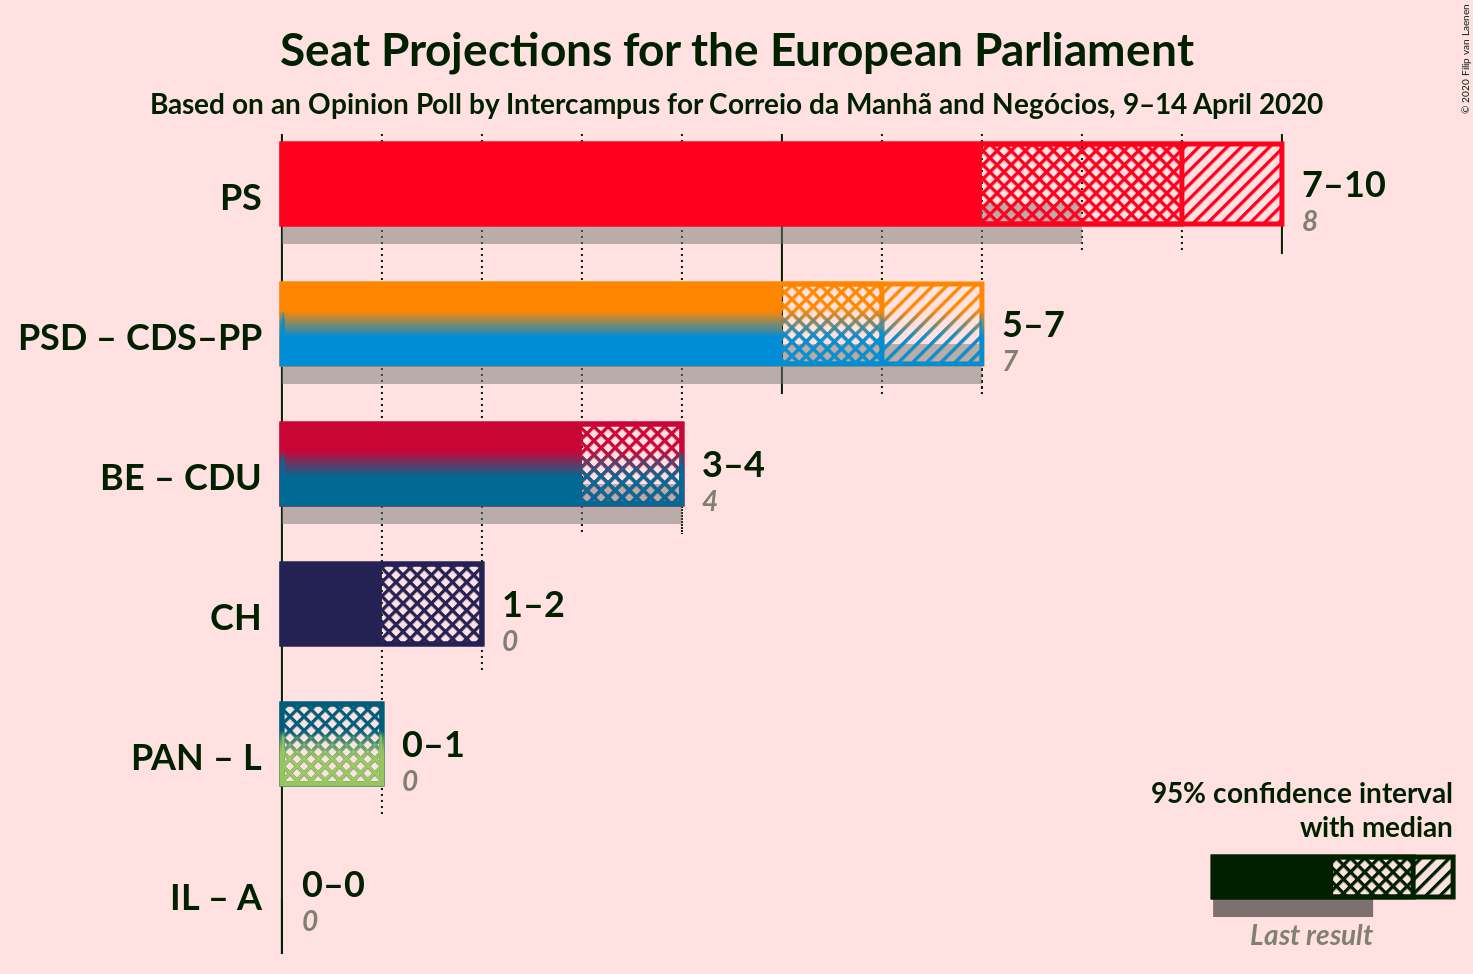 Seat Projections for the European Parliament
Based on an Opinion Poll by Intercampus for Correio da Manhã and Negócios, 9–14 April 2020
© 2020 Filip van Laenen
PS
7–10
8
PSD – CDS–PP
5–7
7
BE – CDU
3–4
4
CH
1–2
0
PAN – L
0–1
0
IL – A
0–0
0
95% confidence interval
with median
Last result